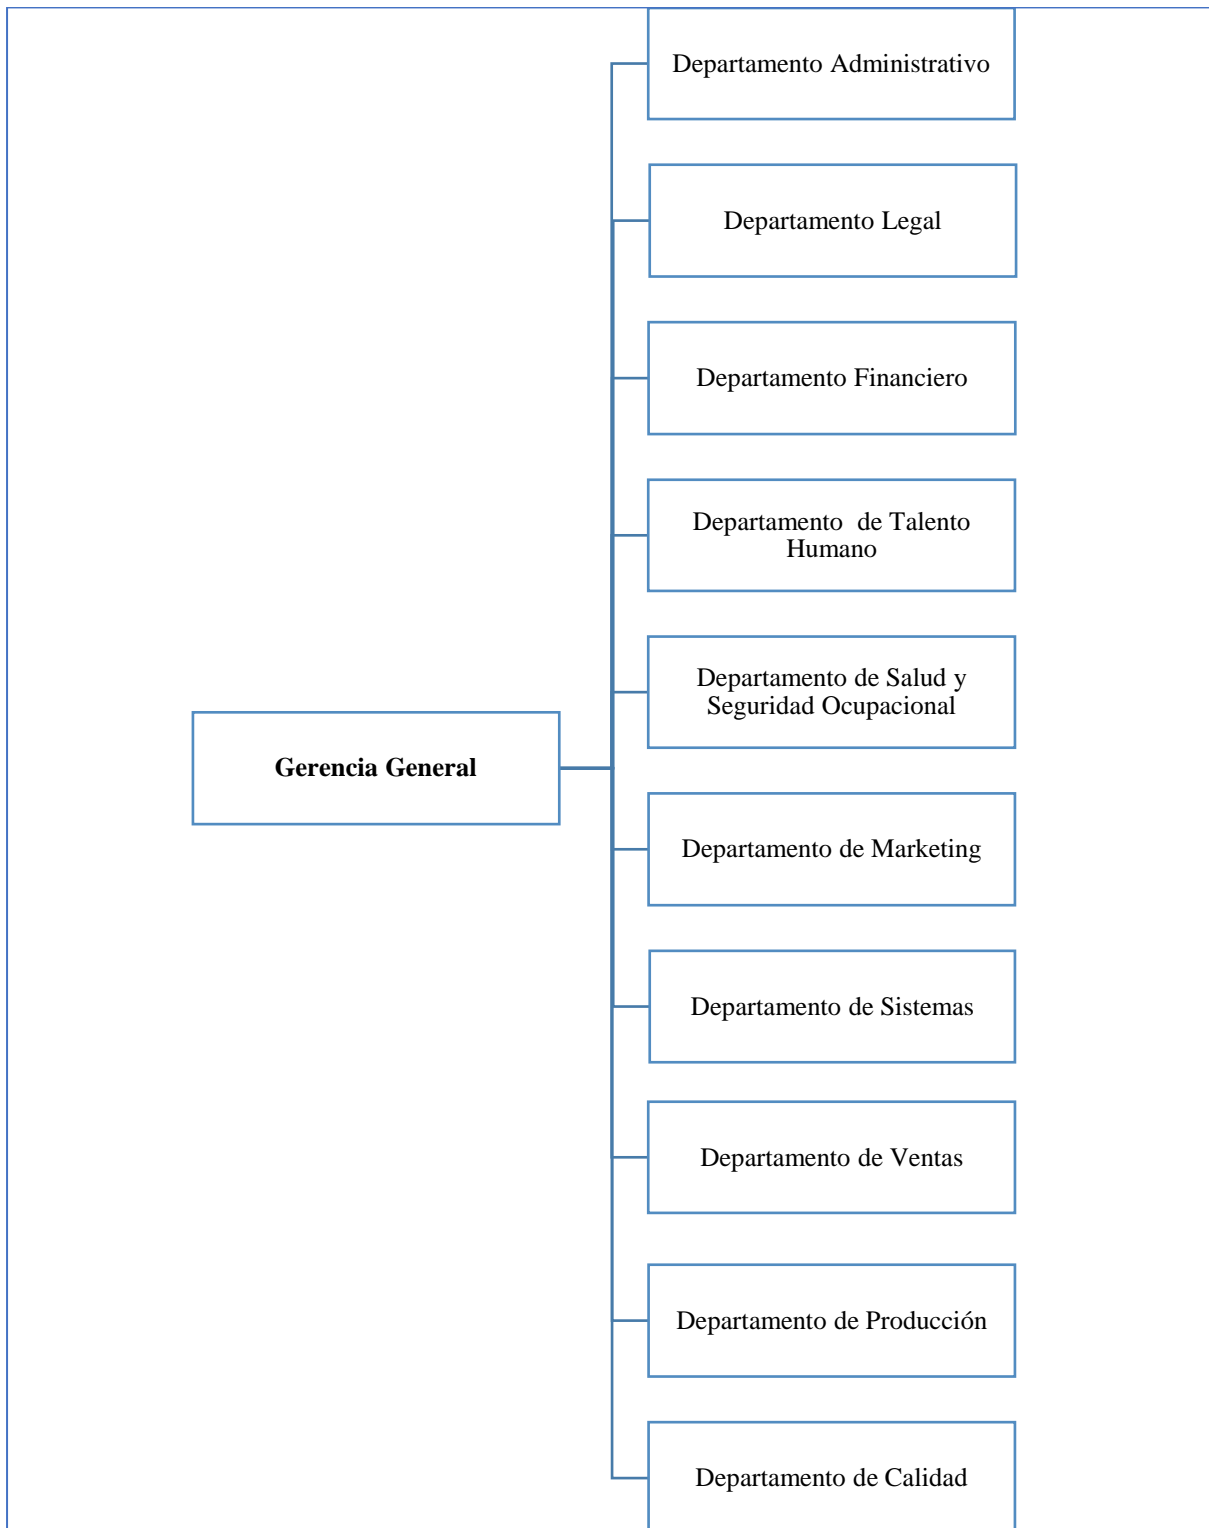 Departamento Administrativo
Departamento Legal
Departamento Financiero
Departamento  de Talento
Humano
Departamento de Salud y
Seguridad Ocupacional
Gerencia General
Departamento de Marketing
Departamento de Sistemas
Departamento de Ventas
Departamento de Producción
Departamento de Calidad